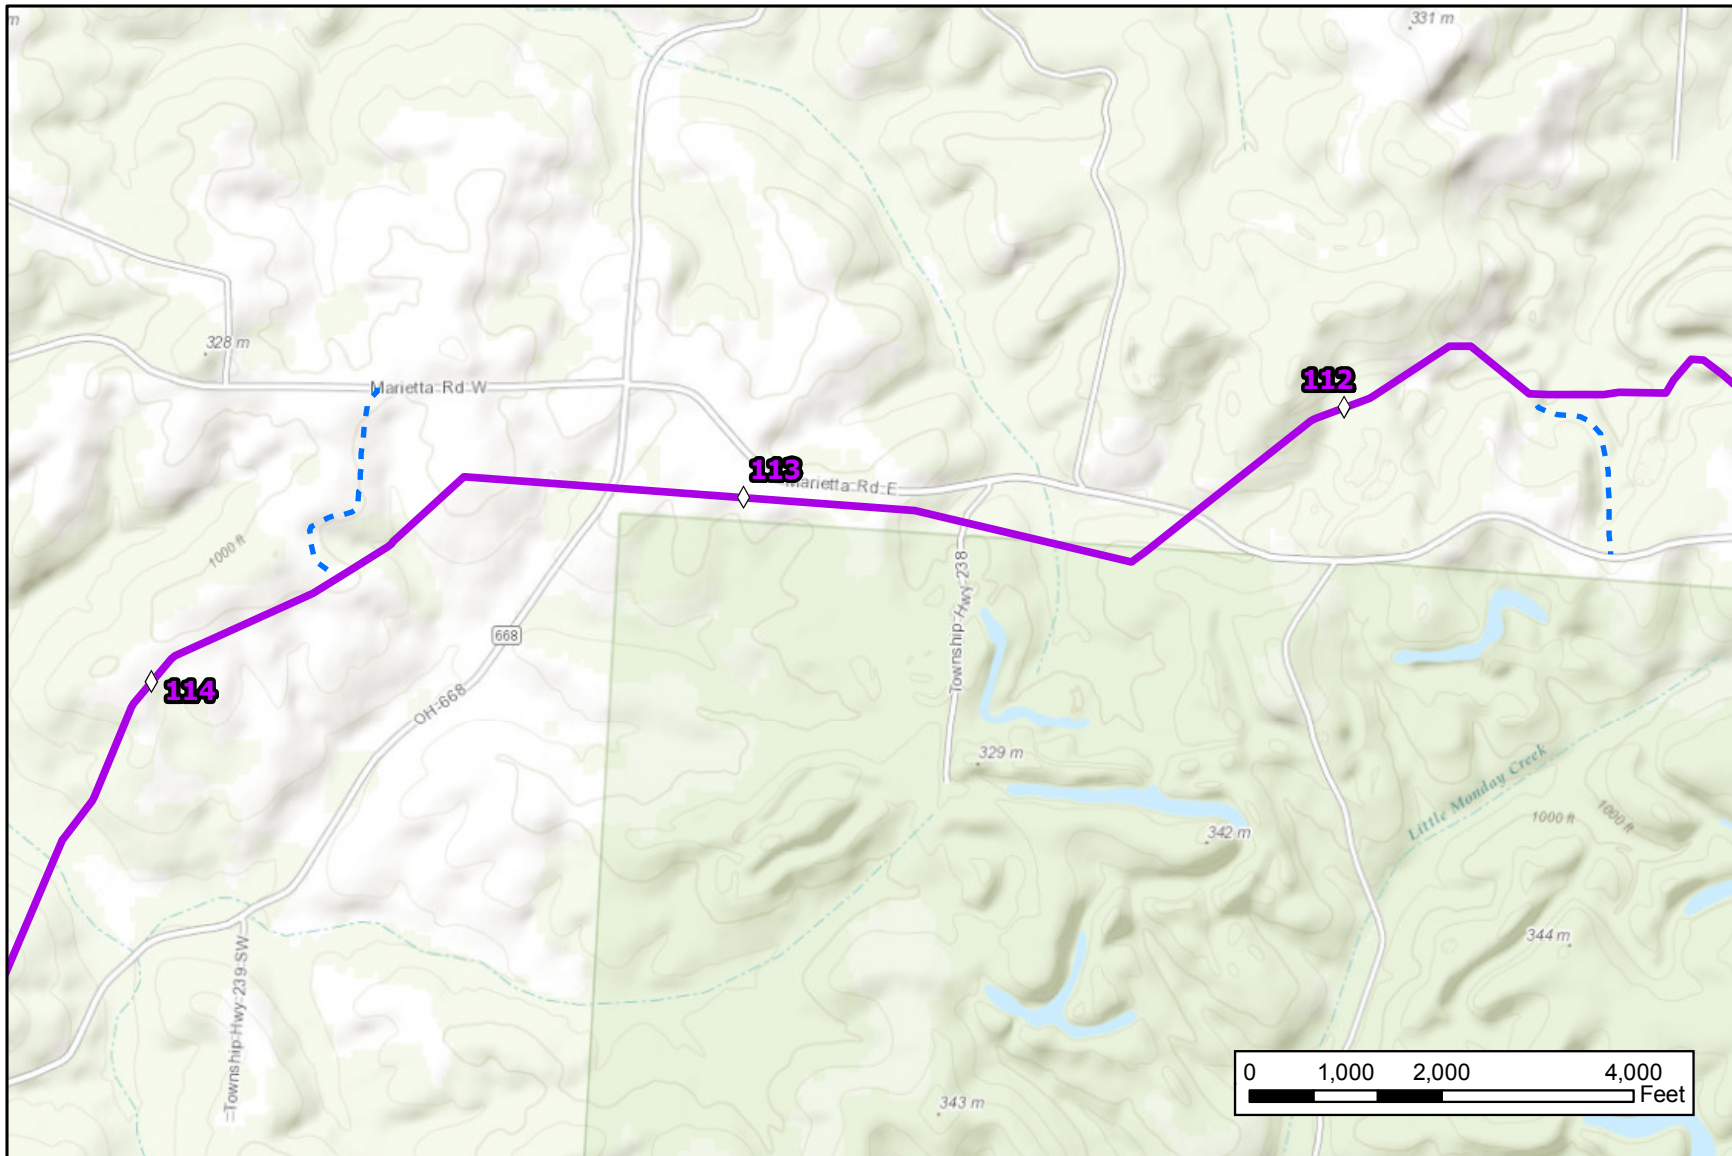 m
331 m
328 m
Marietta Rd W
112
113
Marietta Rd E
1000 ft
Township Hwy 238
668
114
OH-668
329 m
Little Monday Creek
1000 ft
1000 ft
342 m
344 m
Township Hwy 239 SW
343 m
0 1,000 2,000 4,000
Feet